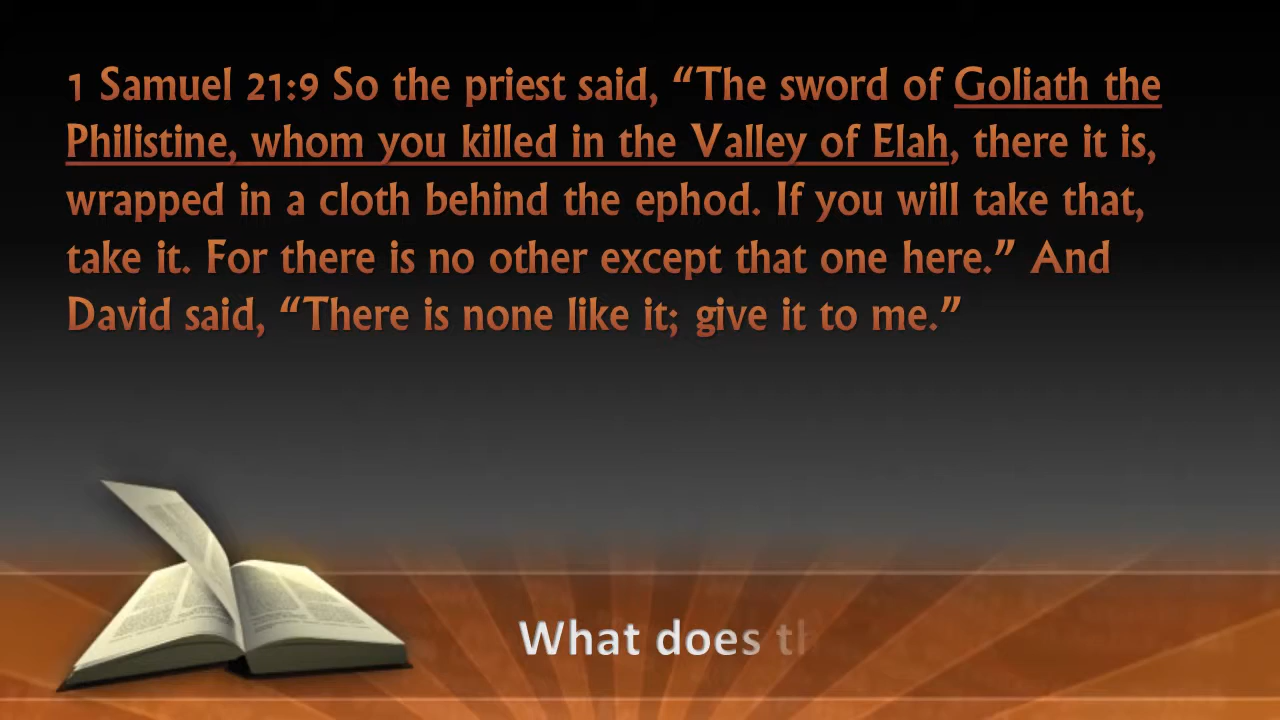 1 Samuel 21:9 So the priest said, “The sword of Goliath the
Philistine, whom you killed in the Valley of Elah, there it is,
wrapped in a cloth behind the ephod. If you will take that,
take it. For there is no other except that one here.” And
David said, “There is none like it; give it to me.”
What does th